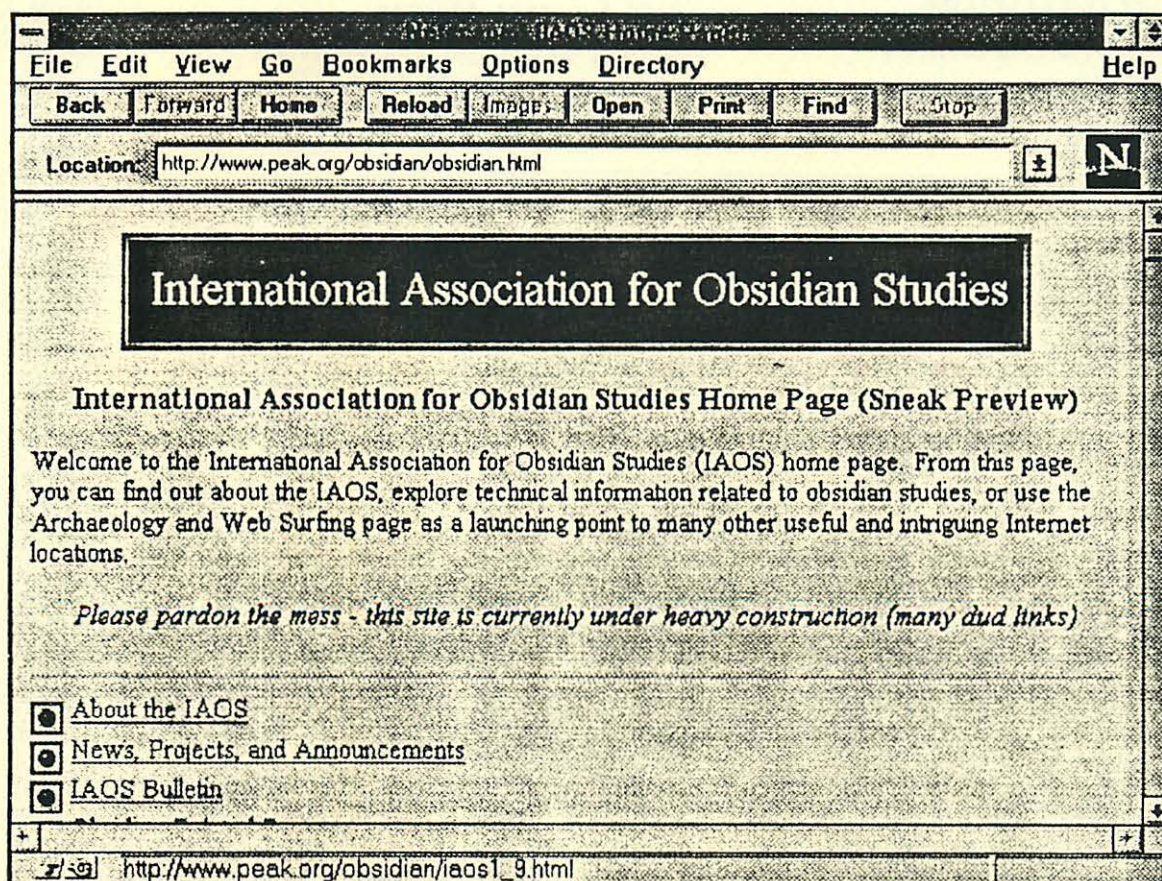 IAOS Home Page
File Edit View Go Bookmarks Options Directory Help
Back Forward Home Reload Images Open Print Find Stop
Location: http://www.peak.org/obsidian/obsidian.html N
International Association for Obsidian Studies
International Association for Obsidian Studies Home Page (Sneak Preview)
Welcome to the International Association for Obsidian Studies (IAOS) home page. From this page,
you can find out about the IAOS, explore technical information related to obsidian studies, or use the
Archaeology and Web Surfing page as a launching point to many other useful and intriguing Internet
locations.
Please pardon the mess - this site is currently under heavy construction (many dud links)
About the IAOS
News, Projects, and Announcements
IAOS Bulletin
http://www.peak.org/obsidian/iaos1_9.html